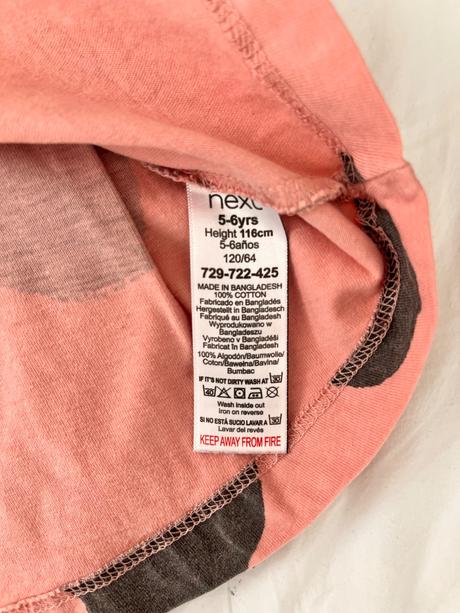 next
5-6yrs
Height 116cm
5-6años
120/64
729-722-425
MADE IN BANGLADESH
100% COTTON
Fabricado en Bangladés
Hergestellt in Bangladesch
Fabriqué au Bangladesh
Wyprodukowano w
Bangladeszu
Vyrobeno v Bangladéši
Fabricat în Bangladesh
100% Algodón/Baumwolle/
Coton/Bawełna/Bavlna/
Bumbac
IF IT'S NOT DIRTY WASH AT 30
40
Wash inside out
Iron on reverse
SI NO ESTÁ SUCIO LAVAR A 30
Lavar del revés
KEEP AWAY FROM FIRE